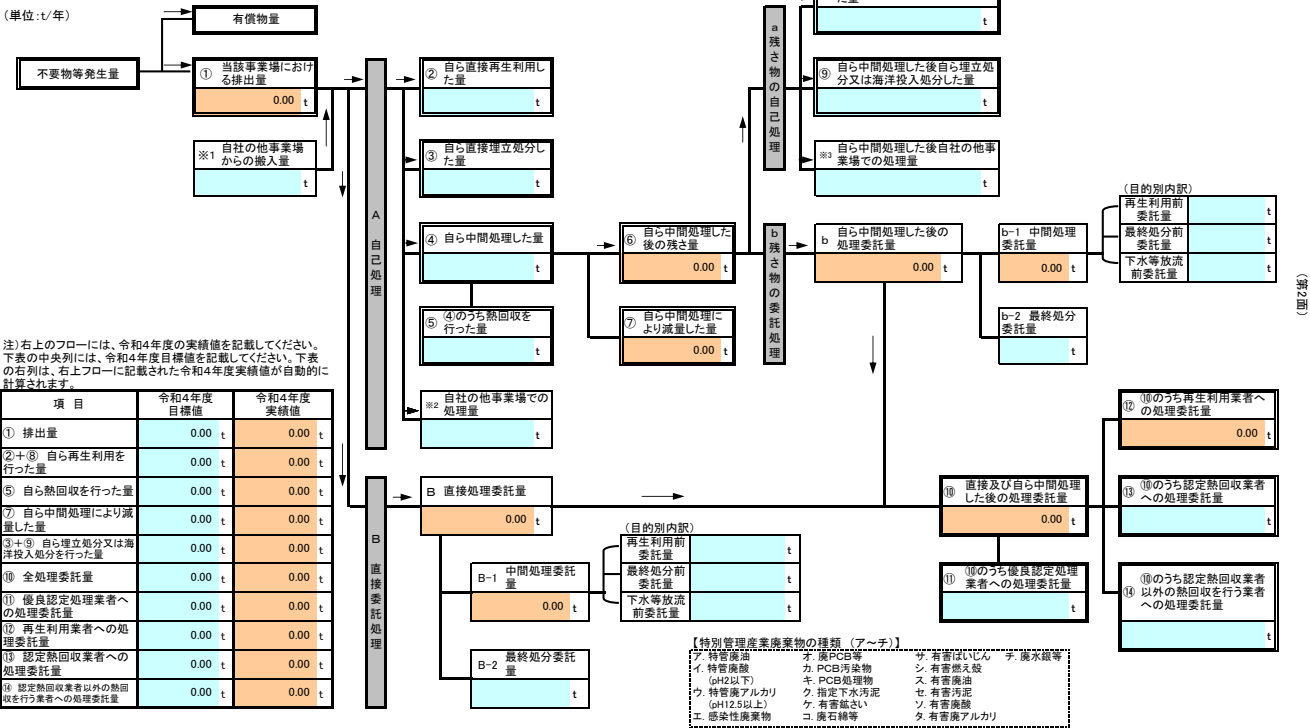 (単位:t/年)
有償物量
不要物等発生量
① 当該事業場におけ
る排出量
0.00 t
※1 自社の他事業場
からの搬入量
t
A 自己処理
② 自ら直接再生利用し
た量
t
③ 自ら直接埋立処分し
た量
t
④ 自ら中間処理した量
t
⑤ ④のうち熱回収を
行った量
t
※2 自社の他事業場での
処理量
t
⑥ 自ら中間処理した
後の残さ量
0.00 t
⑦ 自ら中間処理に
より減量した量
0.00 t
a 残さ物の自己処理
た量
t
⑨ 自ら中間処理した後自ら埋立処
分又は海洋投入処分した量
t
※3 自ら中間処理した後自社の他事
業場での処理量
t
b 残さ物の委託処理
b 自ら中間処理した後の
処理委託量
0.00 t
b-1 中間処理
委託量
0.00 t
b-2 最終処分
委託量
t
(目的別内訳)
再生利用前
委託量
t
最終処分前
委託量
t
下水等放流
前委託量
t
(第2面)
注)右上のフローには、令和4年度の実績値を記載してください。
下表の中央列には、令和4年度目標値を記載してください。下表
の右列は、右上フローに記載された令和4年度実績値が自動的に
計算されます。
項 目 令和4年度
目標値 令和4年度
実績値
① 排出量 0.00 t 0.00 t
②+⑧ 自ら再生利用を
行った量 0.00 t 0.00 t
⑤ 自ら熱回収を行った量 0.00 t 0.00 t
⑦ 自ら中間処理により減
量した量 0.00 t 0.00 t
③+⑨ 自ら埋立処分又は海
洋投入処分を行った量 0.00 t 0.00 t
⑩ 全処理委託量 0.00 t 0.00 t
⑪ 優良認定処理業者へ
の処理委託量 0.00 t 0.00 t
⑫ 再生利用業者への処
理委託量 0.00 t 0.00 t
⑬ 認定熱回収業者への
処理委託量 0.00 t 0.00 t
⑭ 認定熱回収業者以外の熱回
収を行う業者への処理委託量 0.00 t 0.00 t
B 直接委託処理
B 直接処理委託量
0.00 t
B-1 中間処理委託
量
0.00 t
B-2 最終処分委託
量
t
(目的別内訳)
再生利用前
委託量
t
最終処分前
委託量
t
下水等放流
前委託量
t
⑩ 直接及び自ら中間処理
した後の処理委託量
0.00 t
⑪ ⑩のうち優良認定処理
業者への処理委託量
t
⑫ ⑩のうち再生利用業者へ
の処理委託量
0.00 t
⑬ ⑩のうち認定熱回収業者
への処理委託量
t
⑭ ⑩のうち認定熱回収業者
以外の熱回収を行う業者
への処理委託量
t
【特別管理産業廃棄物の種類 (ア~チ)】
ア. 特管廃油 オ. 廃PCB等 サ. 有害ばいじん チ. 廃水銀等
イ. 特管廃酸 カ. PCB汚染物 シ. 有害燃え殻
(pH2以下) キ. PCB処理物 ス. 有害廃油
ウ. 特管廃アルカリ ク. 指定下水汚泥 セ. 有害汚泥
(pH12.5以上) ケ. 有害鉱さい ソ. 有害廃酸
エ. 感染性廃棄物 コ. 廃石綿等 タ. 有害廃アルカリ